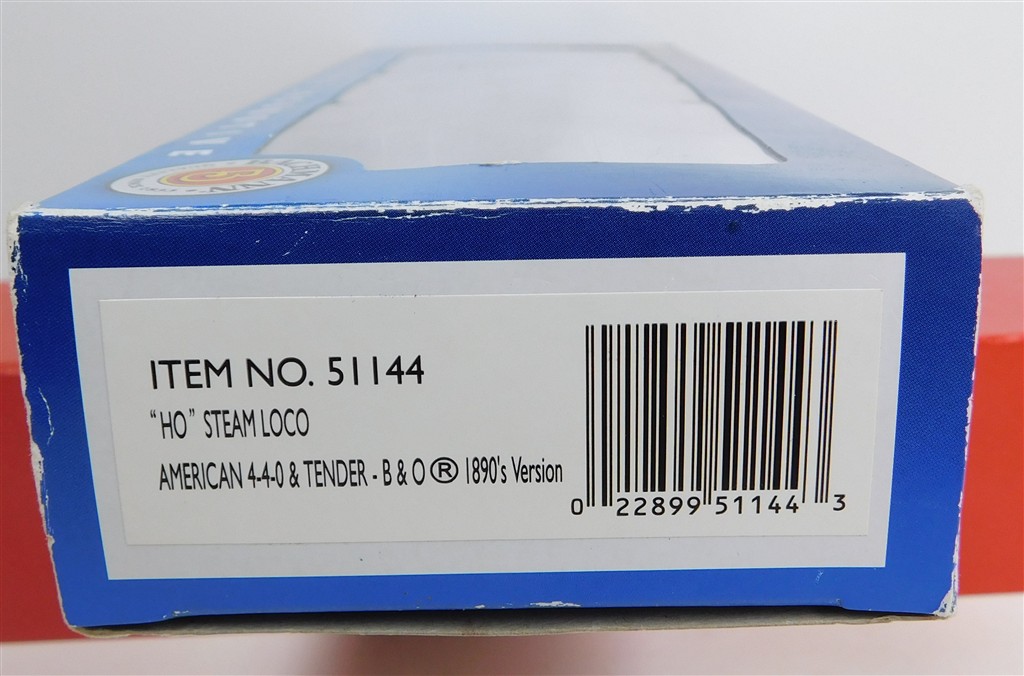 ITEM NO. 51144
"HO" STEAM LOCO
AMERICAN 4-4-0 & TENDER - B & O ® 1890's Version
0 22899 51144 3